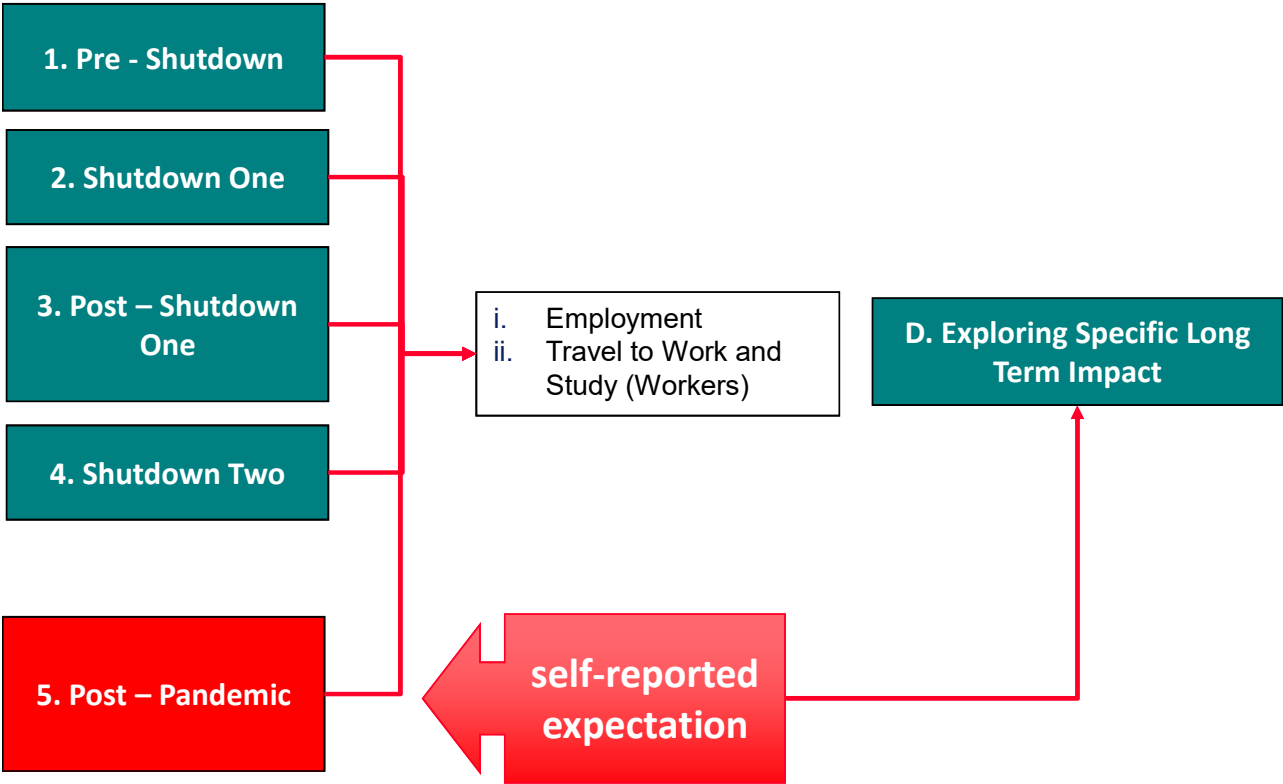 1. Pre - Shutdown
2. Shutdown One
3. Post – Shutdown
One
4. Shutdown Two
5. Post – Pandemic
i. Employment
ii. Travel to Work and
Study (Workers)
D. Exploring Specific Long
Term Impact
self-reported
expectation